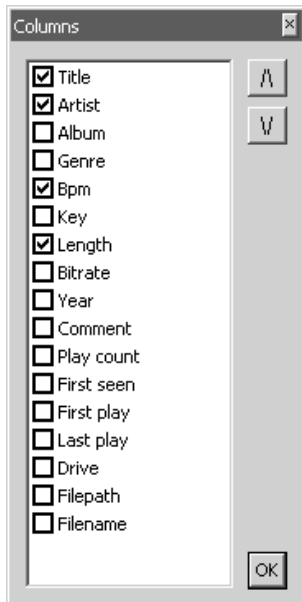 Columns
Title
Artist
Album
Genre
Bpm
Key
Length
Bitrate
Year
Comment
Play count
First seen
First play
Last play
Drive
Filepath
Filename
/\
\/
OK